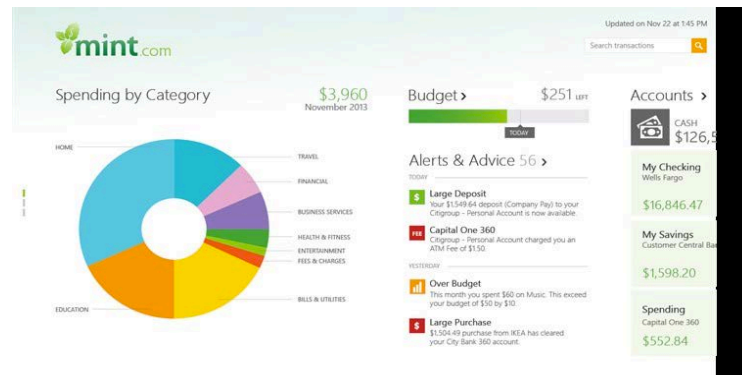 Updated on Nov 22 at 1:45 PM
mint.com
Search transactions
Spending by Category
$3,960
November 2013
HOME
TRAVEL
FINANCIAL
BUSINESS SERVICES
HEALTH & FITNESS
ENTERTAINMENT
FEES & CHARGES
BILLS & UTILITIES
EDUCATION
Budget >
$251 LEFT
TODAY
Alerts & Advice 56 >
TODAY
$
Large Deposit
Your $1,549.64 deposit (Company Pay) to your
Citigroup - Personal Account is now available.
FEE
Capital One 360
Citigroup - Personal Account charged you an
ATM Fee of $1.50.
YESTERDAY
Over Budget
This month you spent $60 on Music. This exceed
your budget of $50 by $10.
$
Large Purchase
$1,504.49 purchase from IKEA has cleared
your City Bank 360 account.
Accounts >
CASH
$126,5
My Checking
Wells Fargo
$16,846.47
My Savings
Customer Central Ba
$1,598.20
Spending
Capital One 360
$552.84